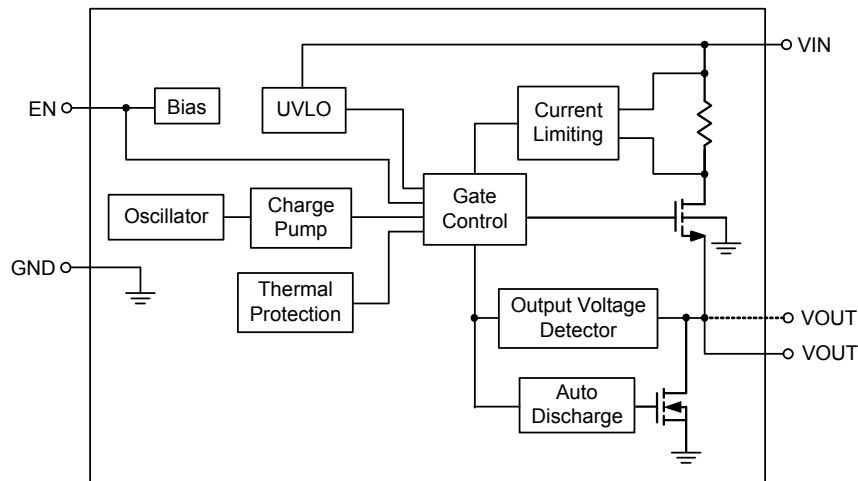 VIN
EN
Bias
UVLO
Current
Limiting
Oscillator
Charge
Pump
Gate
Control
GND
Thermal
Protection
Output Voltage
Detector
VOUT
VOUT
Auto
Discharge